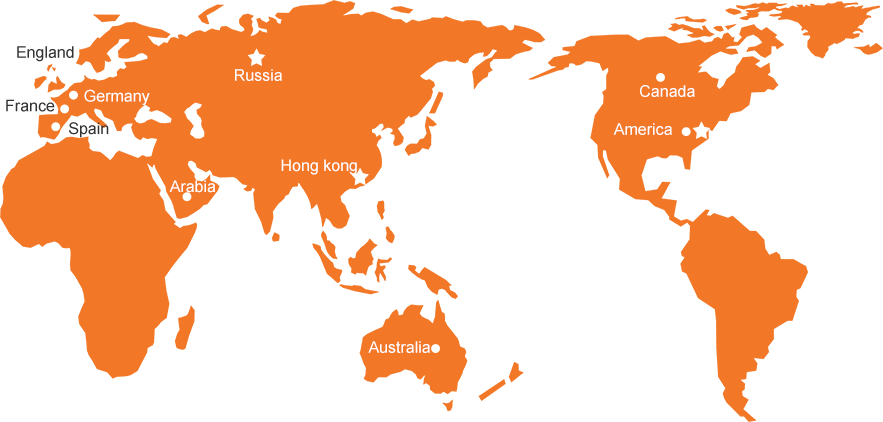 England
Russia
France
Germany
Spain
Canada
America
Hong kong
Arabia
Australia